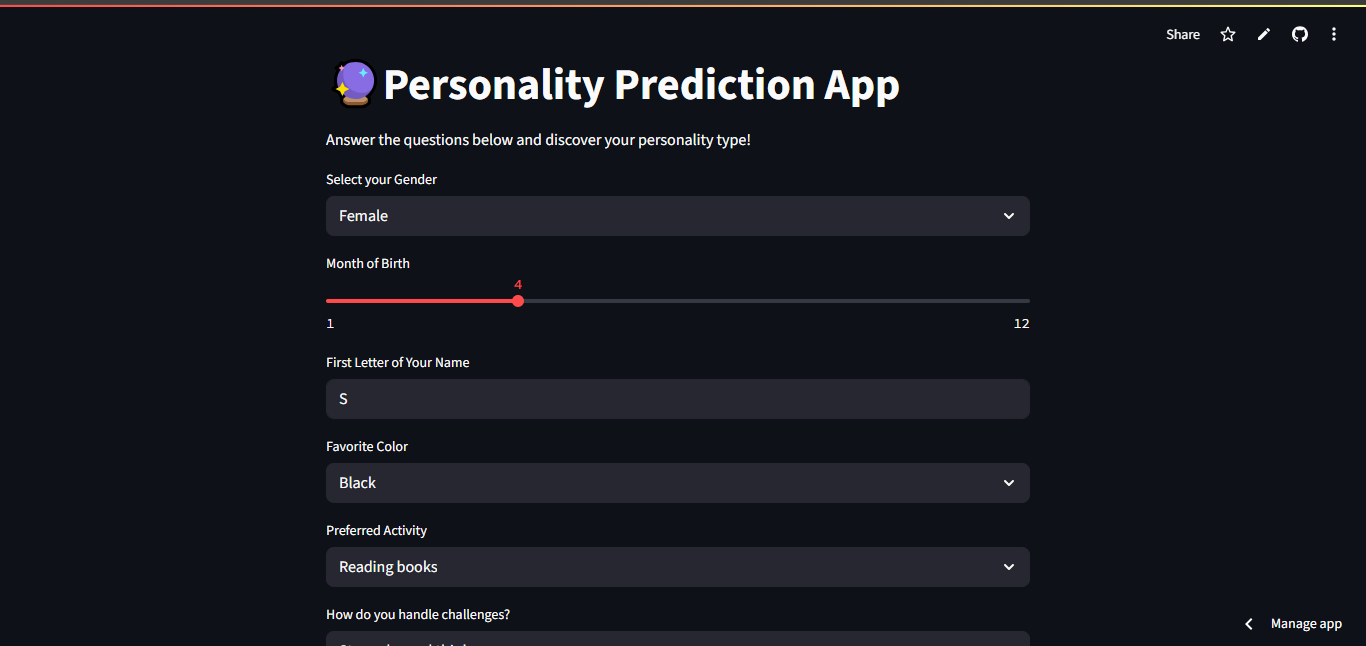 Share
Personality Prediction App
Answer the questions below and discover your personality type!
Select your Gender
Female
Month of Birth
4
1 12
First Letter of Your Name
S
Favorite Color
Black
Preferred Activity
Reading books
How do you handle challenges?
Manage app